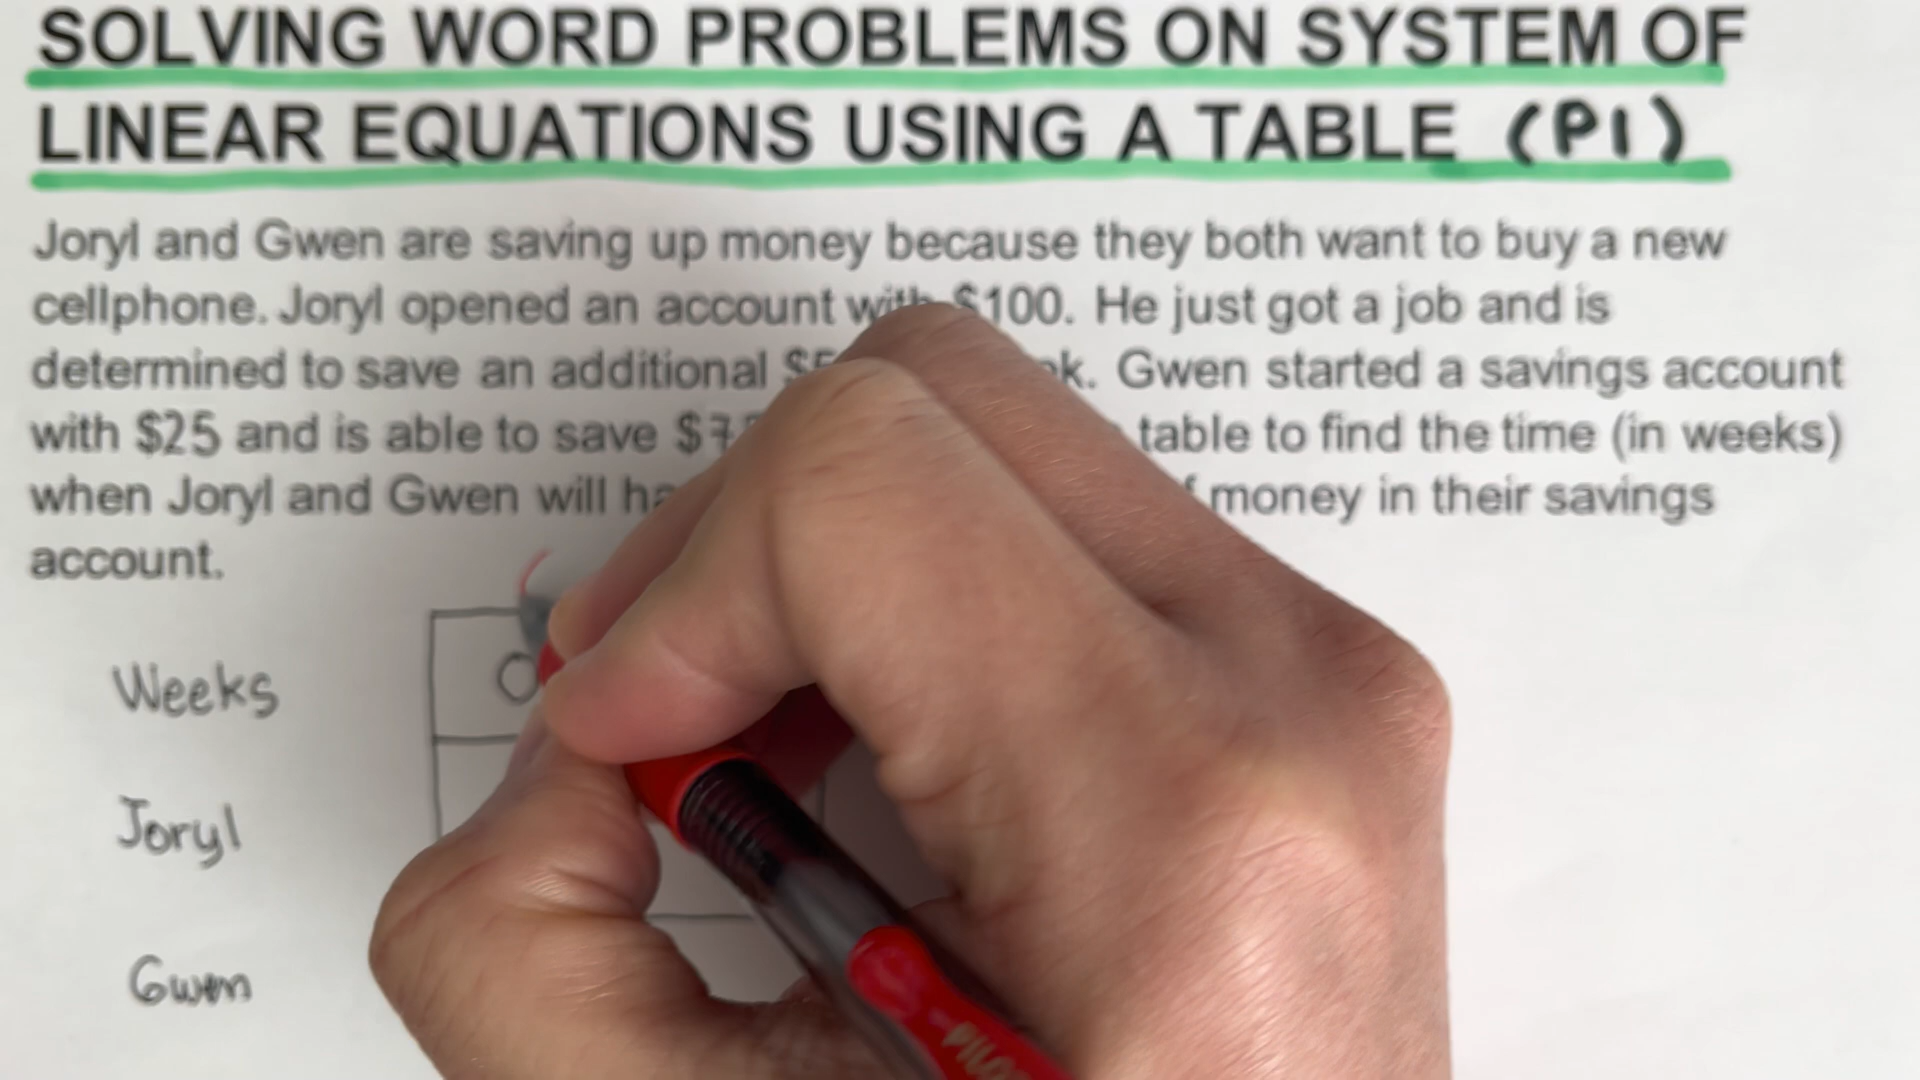 SOLVING WORD PROBLEMS ON SYSTEM OF
LINEAR EQUATIONS USING A TABLE (P1)
Joryl and Gwen are saving up money because they both want to buy a new
cellphone. Joryl opened an account with $100. He just got a job and is
determined to save an additional Gwen started a savings account
with $25 and is able to save table to find the time (in weeks)
when Joryl and Gwen will money in their savings
account.
Weeks
0
Joryl
Gwen
PILOT